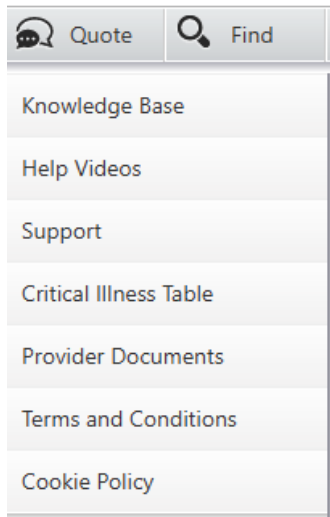 Quote Find
Knowledge Base
Help Videos
Support
Critical Illness Table
Provider Documents
Terms and Conditions
Cookie Policy